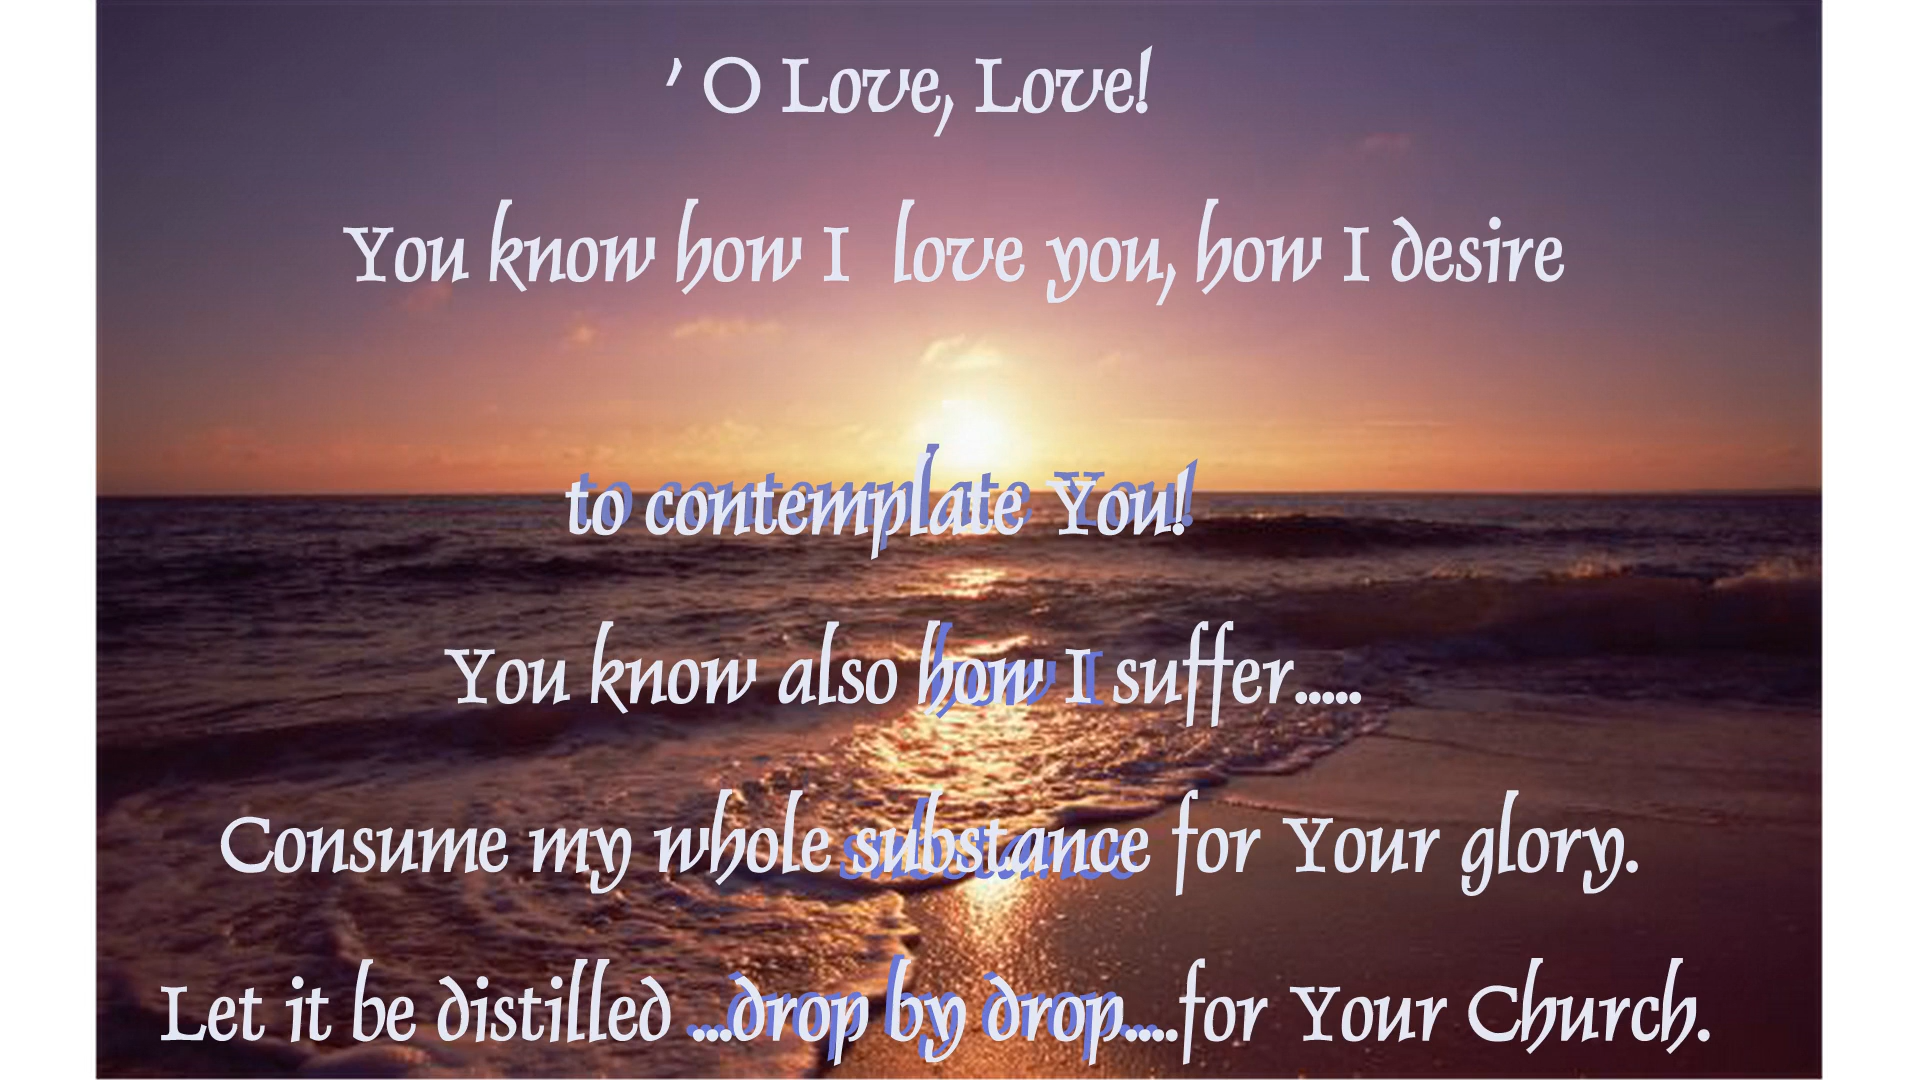 ’ O Love, Love!
You know how I love you, how I desire
to contemplate You!
You know also how I suffer.....
Consume my whole substance for Your glory.
Let it be distilled ...drop by drop....for Your Church.